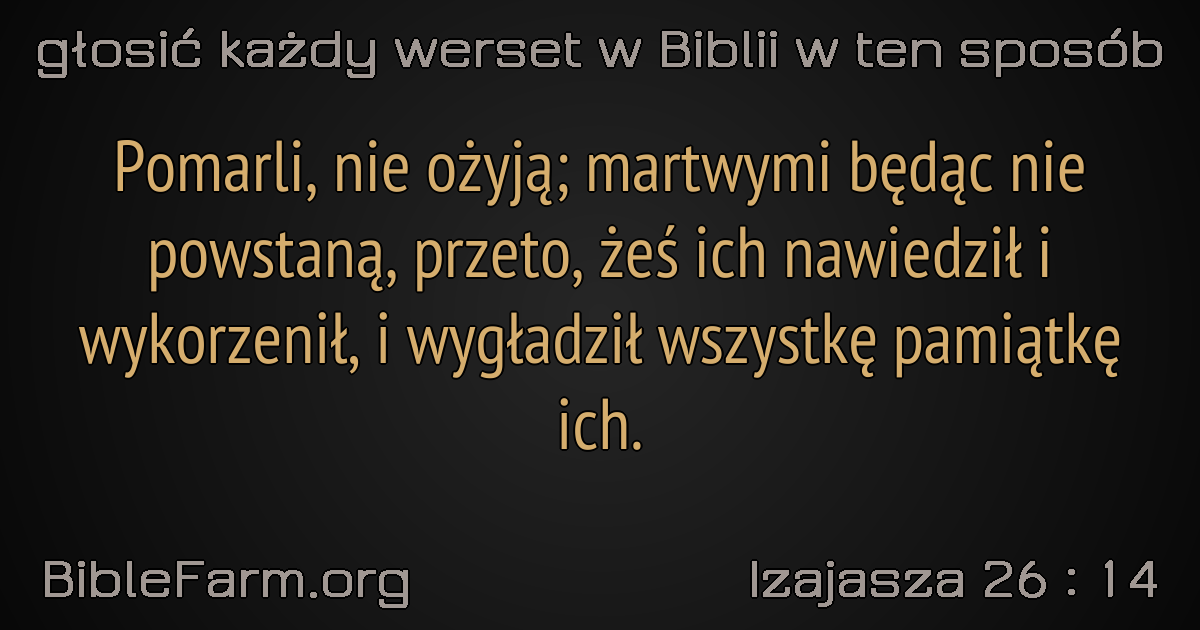 głosić każdy werset w Biblii w ten sposób
Pomarli, nie ożyją; martwymi będąc nie
powstaną, przeto, żeś ich nawiedził i
wykorzenił, i wygładził wszystkę pamiątkę
ich.
BibleFarm.org
Izajasza 26 : 14